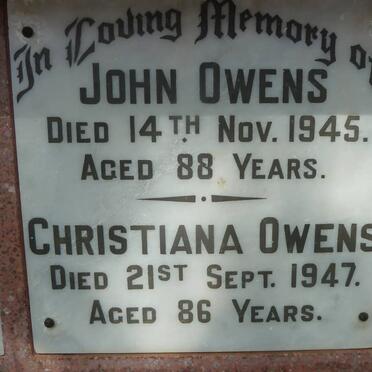 In Loving Memory of
JOHN OWENS
DIED 14TH NOV. 1945.
AGED 88 YEARS.
CHRISTIANA OWENS
DIED 21ST SEPT. 1947.
AGED 86 YEARS.